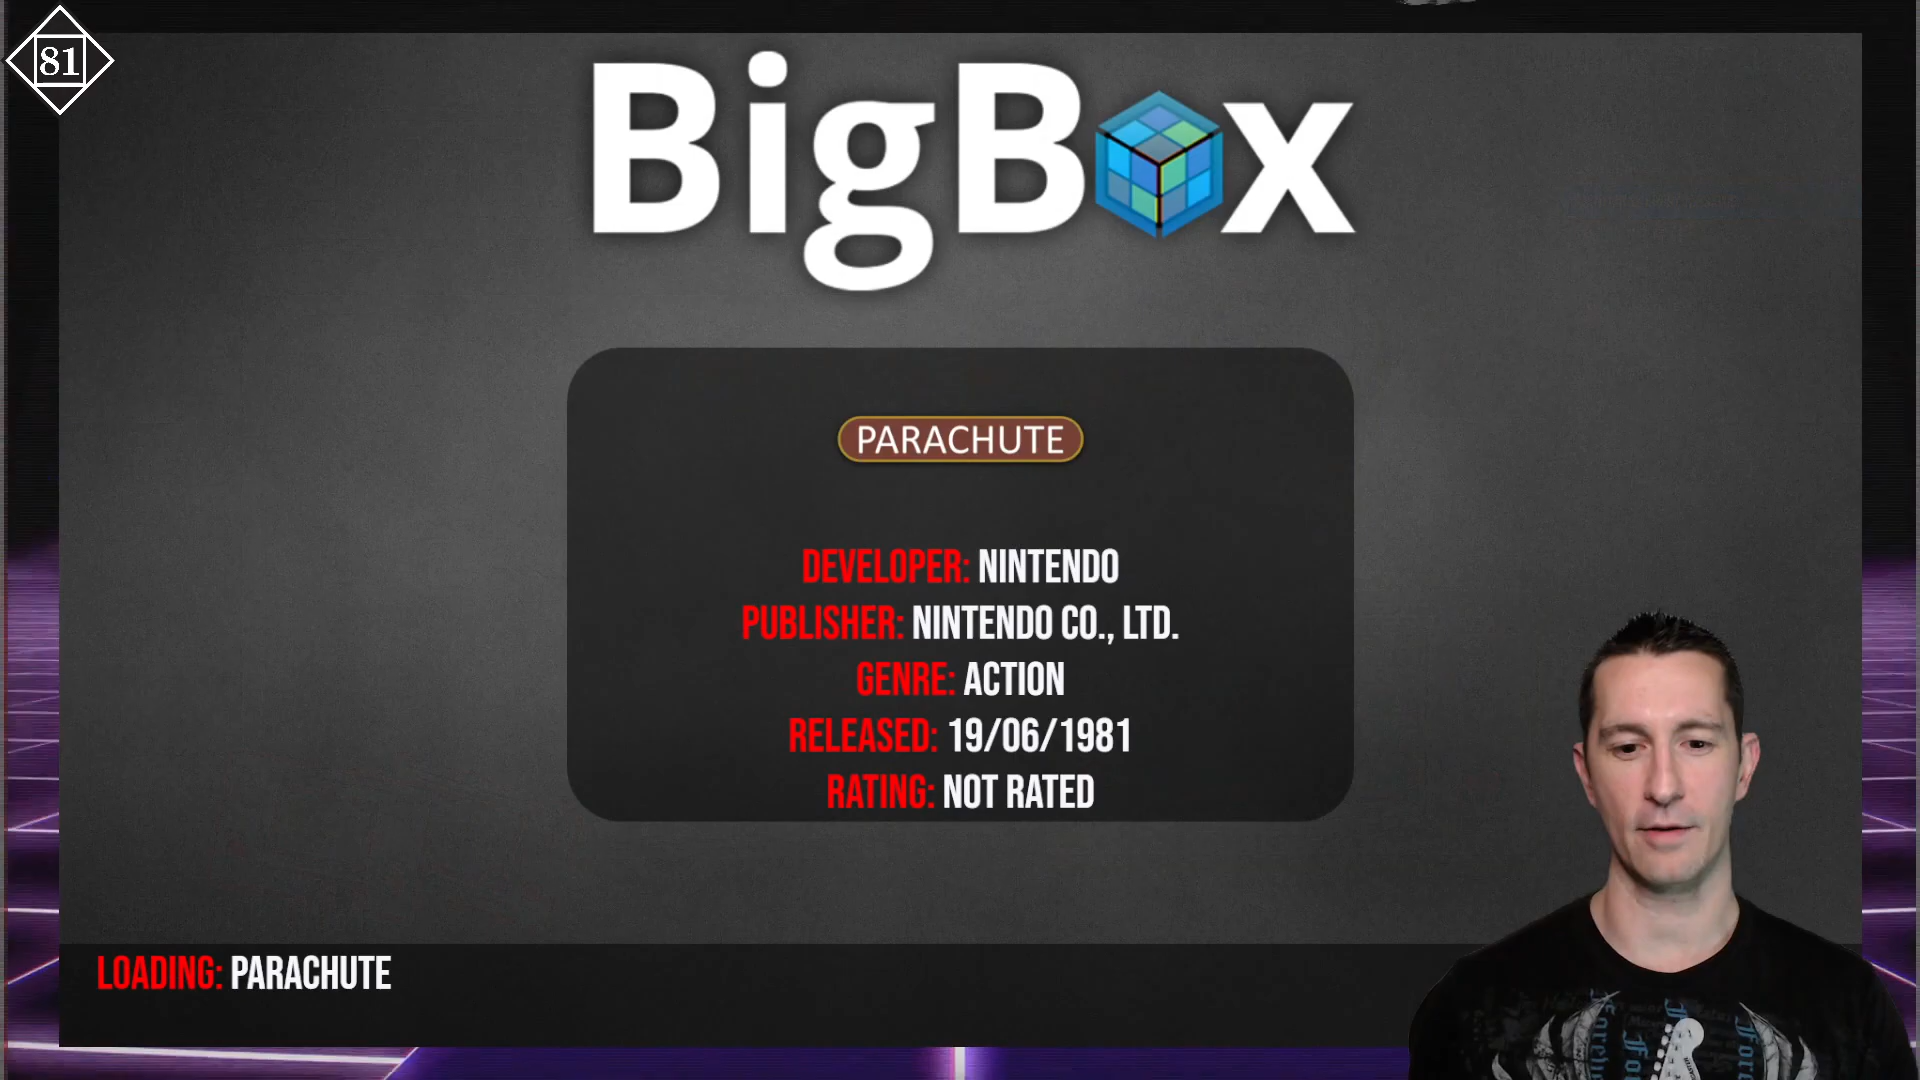 81
BigBox
PARACHUTE
DEVELOPER: NINTENDO
PUBLISHER: NINTENDO CO., LTD.
GENRE: ACTION
RELEASED: 19/06/1981
RATING: NOT RATED
LOADING: PARACHUTE